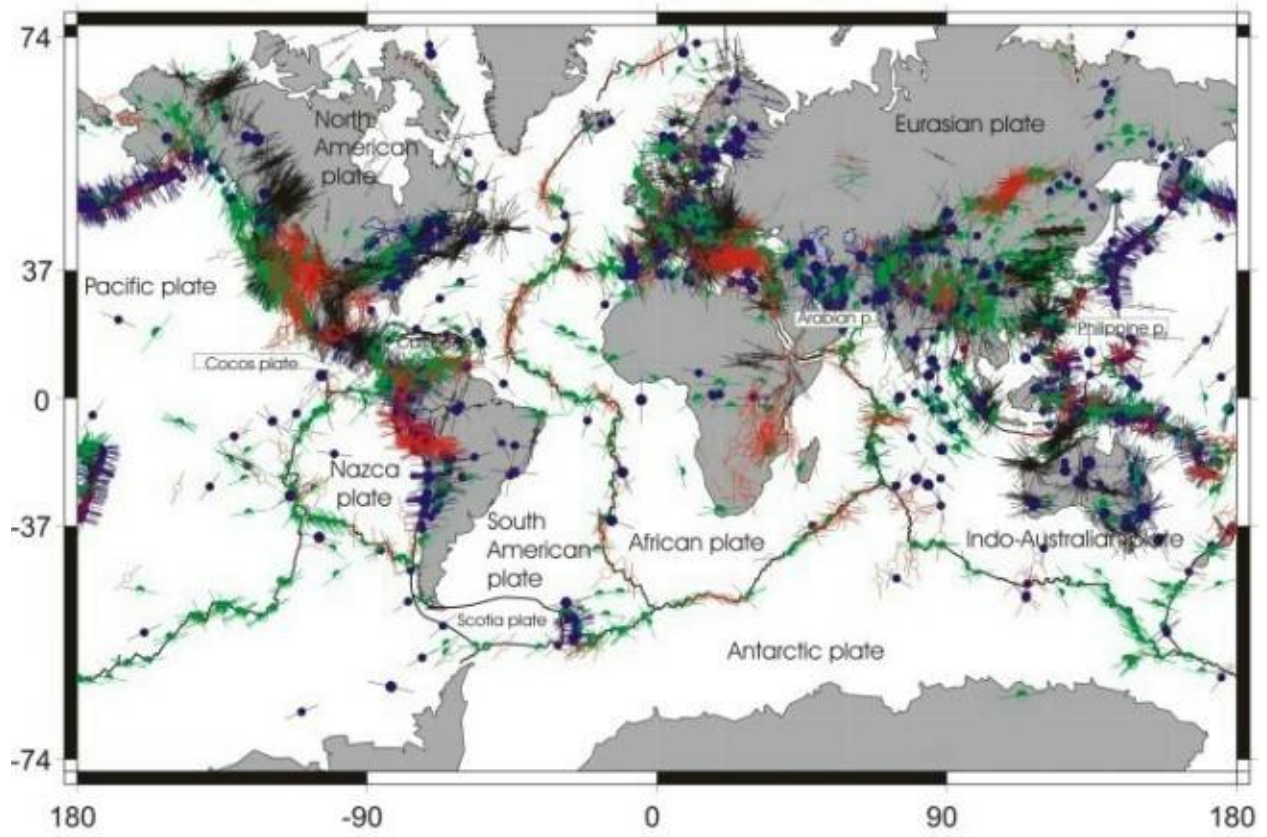 74
North
American
plate
Eurasian plate
37
Pacific plate
Arabian p.
Philippine p.
Cocos plate
0
Nazca
plate
South
American
plate
African plate
Indo-Australian plate
-37
Scotia plate
Antarctic plate
-74
180
-90
0
90
180